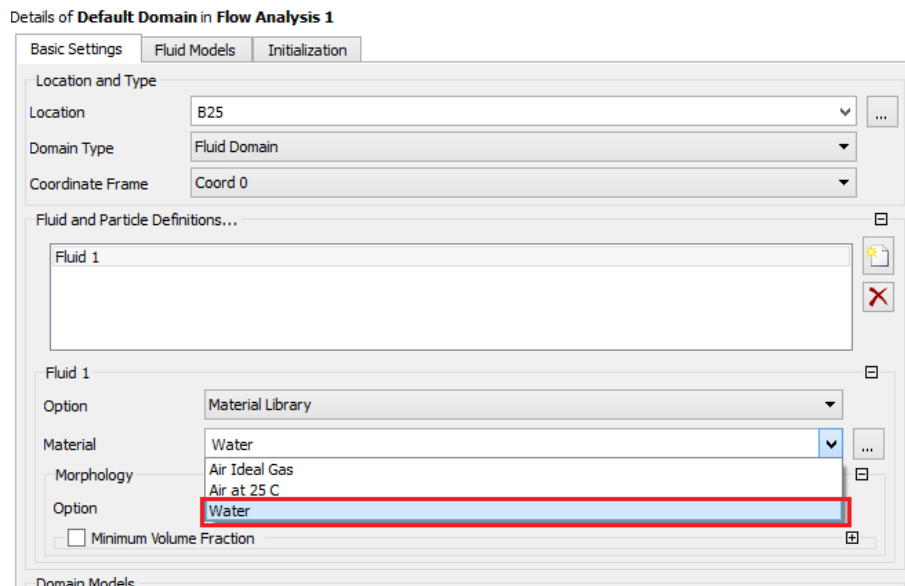 Details of Default Domain in Flow Analysis 1
Basic Settings Fluid Models Initialization
Location and Type
Location B25 ...
Domain Type Fluid Domain
Coordinate Frame Coord 0
Fluid and Particle Definitions...
Fluid 1
Fluid 1
Option Material Library
Material Water ...
Air Ideal Gas
Morphology
Air at 25 C
Option Water
Minimum Volume Fraction
Domain Models